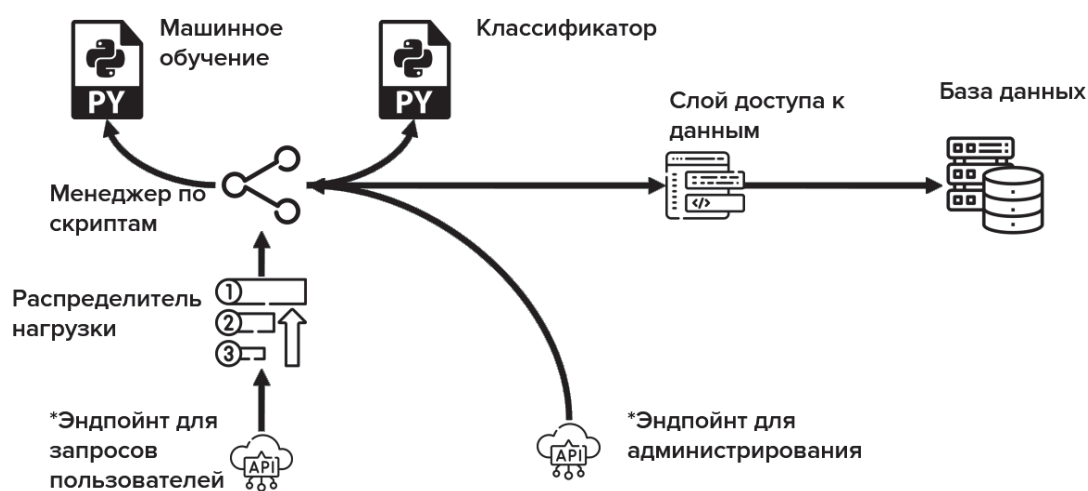 Машинное
обучение
PY
Классификатор
PY
Слой доступа к
данным
</>
База данных
Менеджер по
скриптам
Распределитель
нагрузки
1
2
3
*Эндпойнт для
запросов
пользователей
API
*Эндпойнт для
администрирования
API